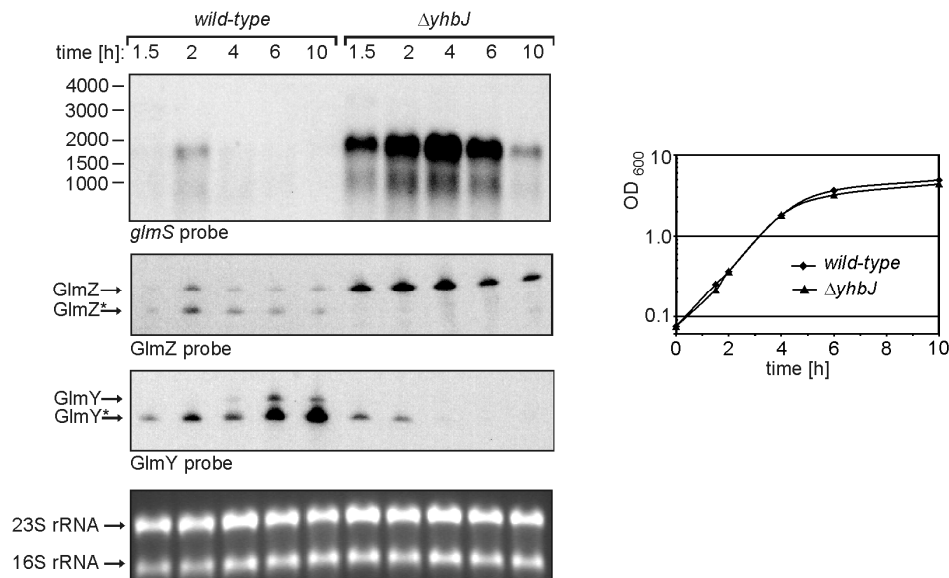 wild-type ΔyhbJ
time [h]: 1.5 2 4 6 10 1.5 2 4 6 10
4000
3000
2000
1500
1000
glmS probe
GlmZ
GlmZ*
GlmZ probe
GlmY
GlmY*
GlmY probe
23S rRNA
16S rRNA
OD600
10
1.0
0.1
wild-type
ΔyhbJ
0 2 4 6 8 10
time [h]